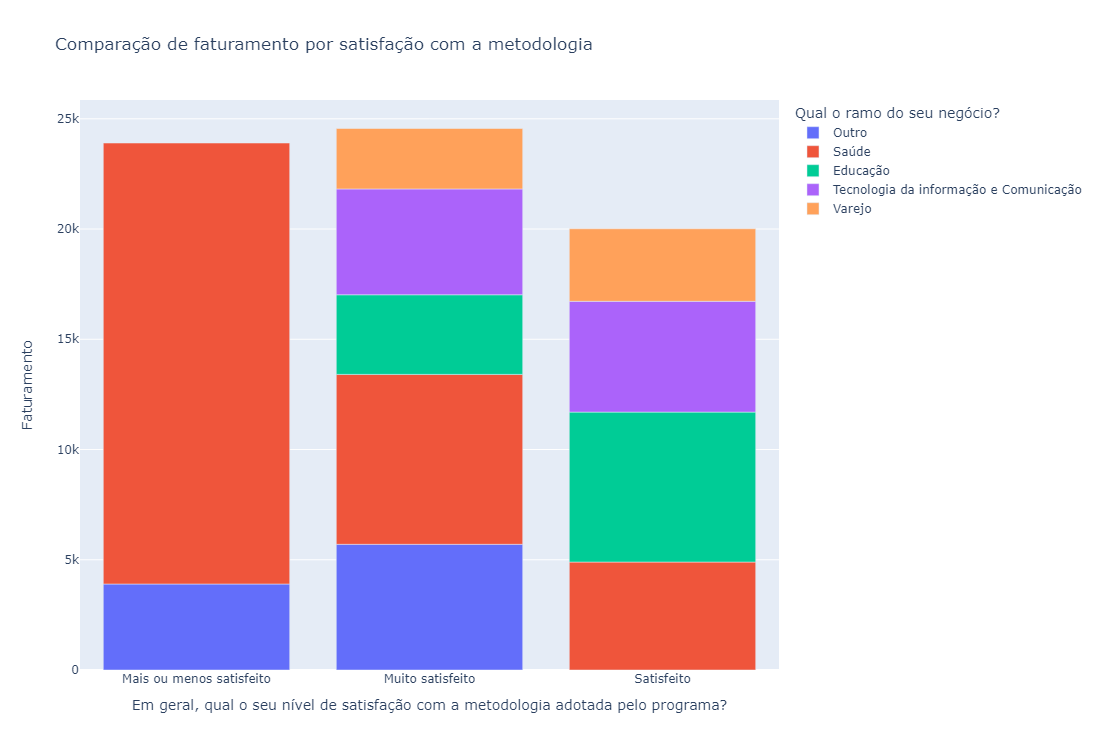 Comparação de faturamento por satisfação com a metodologia
25k
20k
15k
10k
5k
0
Faturamento
Mais ou menos satisfeito
Muito satisfeito
Satisfeito
Em geral, qual o seu nível de satisfação com a metodologia adotada pelo programa?
Qual o ramo do seu negócio?
Outro
Saúde
Educação
Tecnologia da informação e Comunicação
Varejo